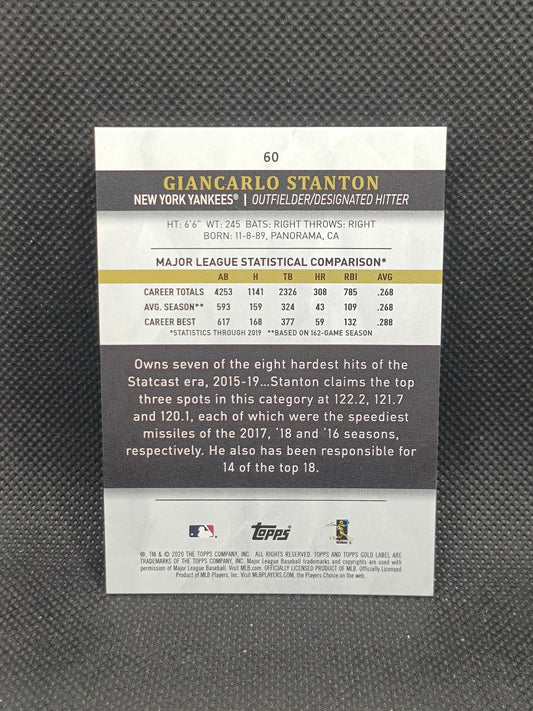 60
GIANCARLO STANTON
NEW YORK YANKEES® | OUTFIELDER/DESIGNATED HITTER
HT: 6'6" WT: 245 BATS: RIGHT THROWS: RIGHT
BORN: 11-8-89, PANORAMA, CA
MAJOR LEAGUE STATISTICAL COMPARISON*
AB H TB HR RBI AVG
CAREER TOTALS 4253 1141 2326 308 785 .268
AVG. SEASON** 593 159 324 43 109 .268
CAREER BEST 617 168 377 59 132 .288
*STATISTICS THROUGH 2019 **BASED ON 162-GAME SEASON
Owns seven of the eight hardest hits of the
Statcast era, 2015-19...Stanton claims the top
three spots in this category at 122.2, 121.7
and 120.1, each of which were the speediest
missiles of the 2017, '18 and '16 seasons,
respectively. He also has been responsible for
14 of the top 18.
Topps
®, TM & © 2020 THE TOPPS COMPANY, INC. ALL RIGHTS RESERVED. TOPPS AND TOPPS GOLD LABEL ARE
TRADEMARKS OF THE TOPPS COMPANY, INC. Major League Baseball trademarks and copyrights are used with
permission of Major League Baseball. Visit MLB.com. OFFICIALLY LICENSED PRODUCT OF MLB. Officially Licensed
Product of MLB Players, Inc. Visit MLBPLAYERS.COM, the Players Choice on the web.